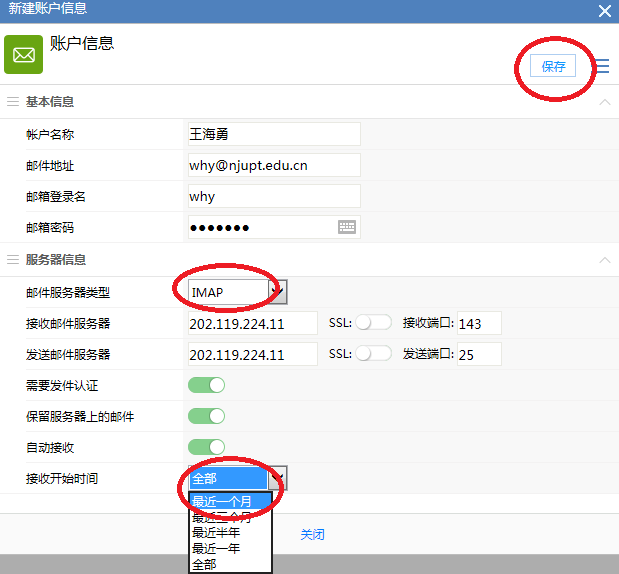 新建账户信息
账户信息
保存
基本信息
帐户名称 王海勇
邮件地址 why@njupt.edu.cn
邮箱登录名 why
邮箱密码 ●●●●●●●
服务器信息
邮件服务器类型 IMAP
接收邮件服务器 202.119.224.11 SSL: 接收端口: 143
发送邮件服务器 202.119.224.11 SSL: 发送端口: 25
需要发件认证
保留服务器上的邮件
自动接收
接收开始时间 全部
最近一个月
最近三个月
最近半年
最近一年
全部
关闭